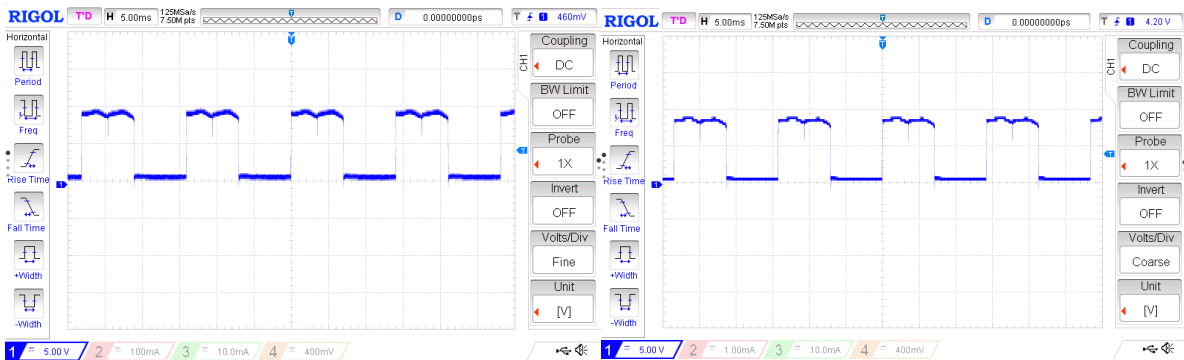 RIGOL T'D H 5.00ms 125MSa/s 7.50M pts T D 0.00000000ps T 1 460mV
Horizontal
Period
Freq
Rise Time
Fall Time
+Width
-Width
T
T
1
CH1
Coupling
DC
BW Limit
OFF
Probe
1X
Invert
OFF
Volts/Div
Fine
Unit
[V]
1 = 5.00 V 2 = 100mA 3 = 10.0mA 4 = 400mV
RIGOL T'D H 5.00ms 125MSa/s 7.50M pts T D 0.00000000ps T 1 4.20 V
Horizontal
Period
Freq
Rise Time
Fall Time
+Width
-Width
T
T
1
CH1
Coupling
DC
BW Limit
OFF
Probe
1X
Invert
OFF
Volts/Div
Coarse
Unit
[V]
1 = 5.00 V 2 = 1.00mA 3 = 10.0mA 4 = 400mV